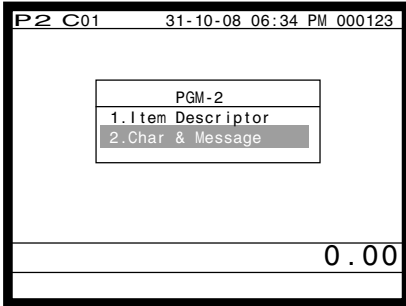 P2 C01 31-10-08 06:34 PM 000123
PGM-2
1.Item Descriptor
2.Char & Message
0.00